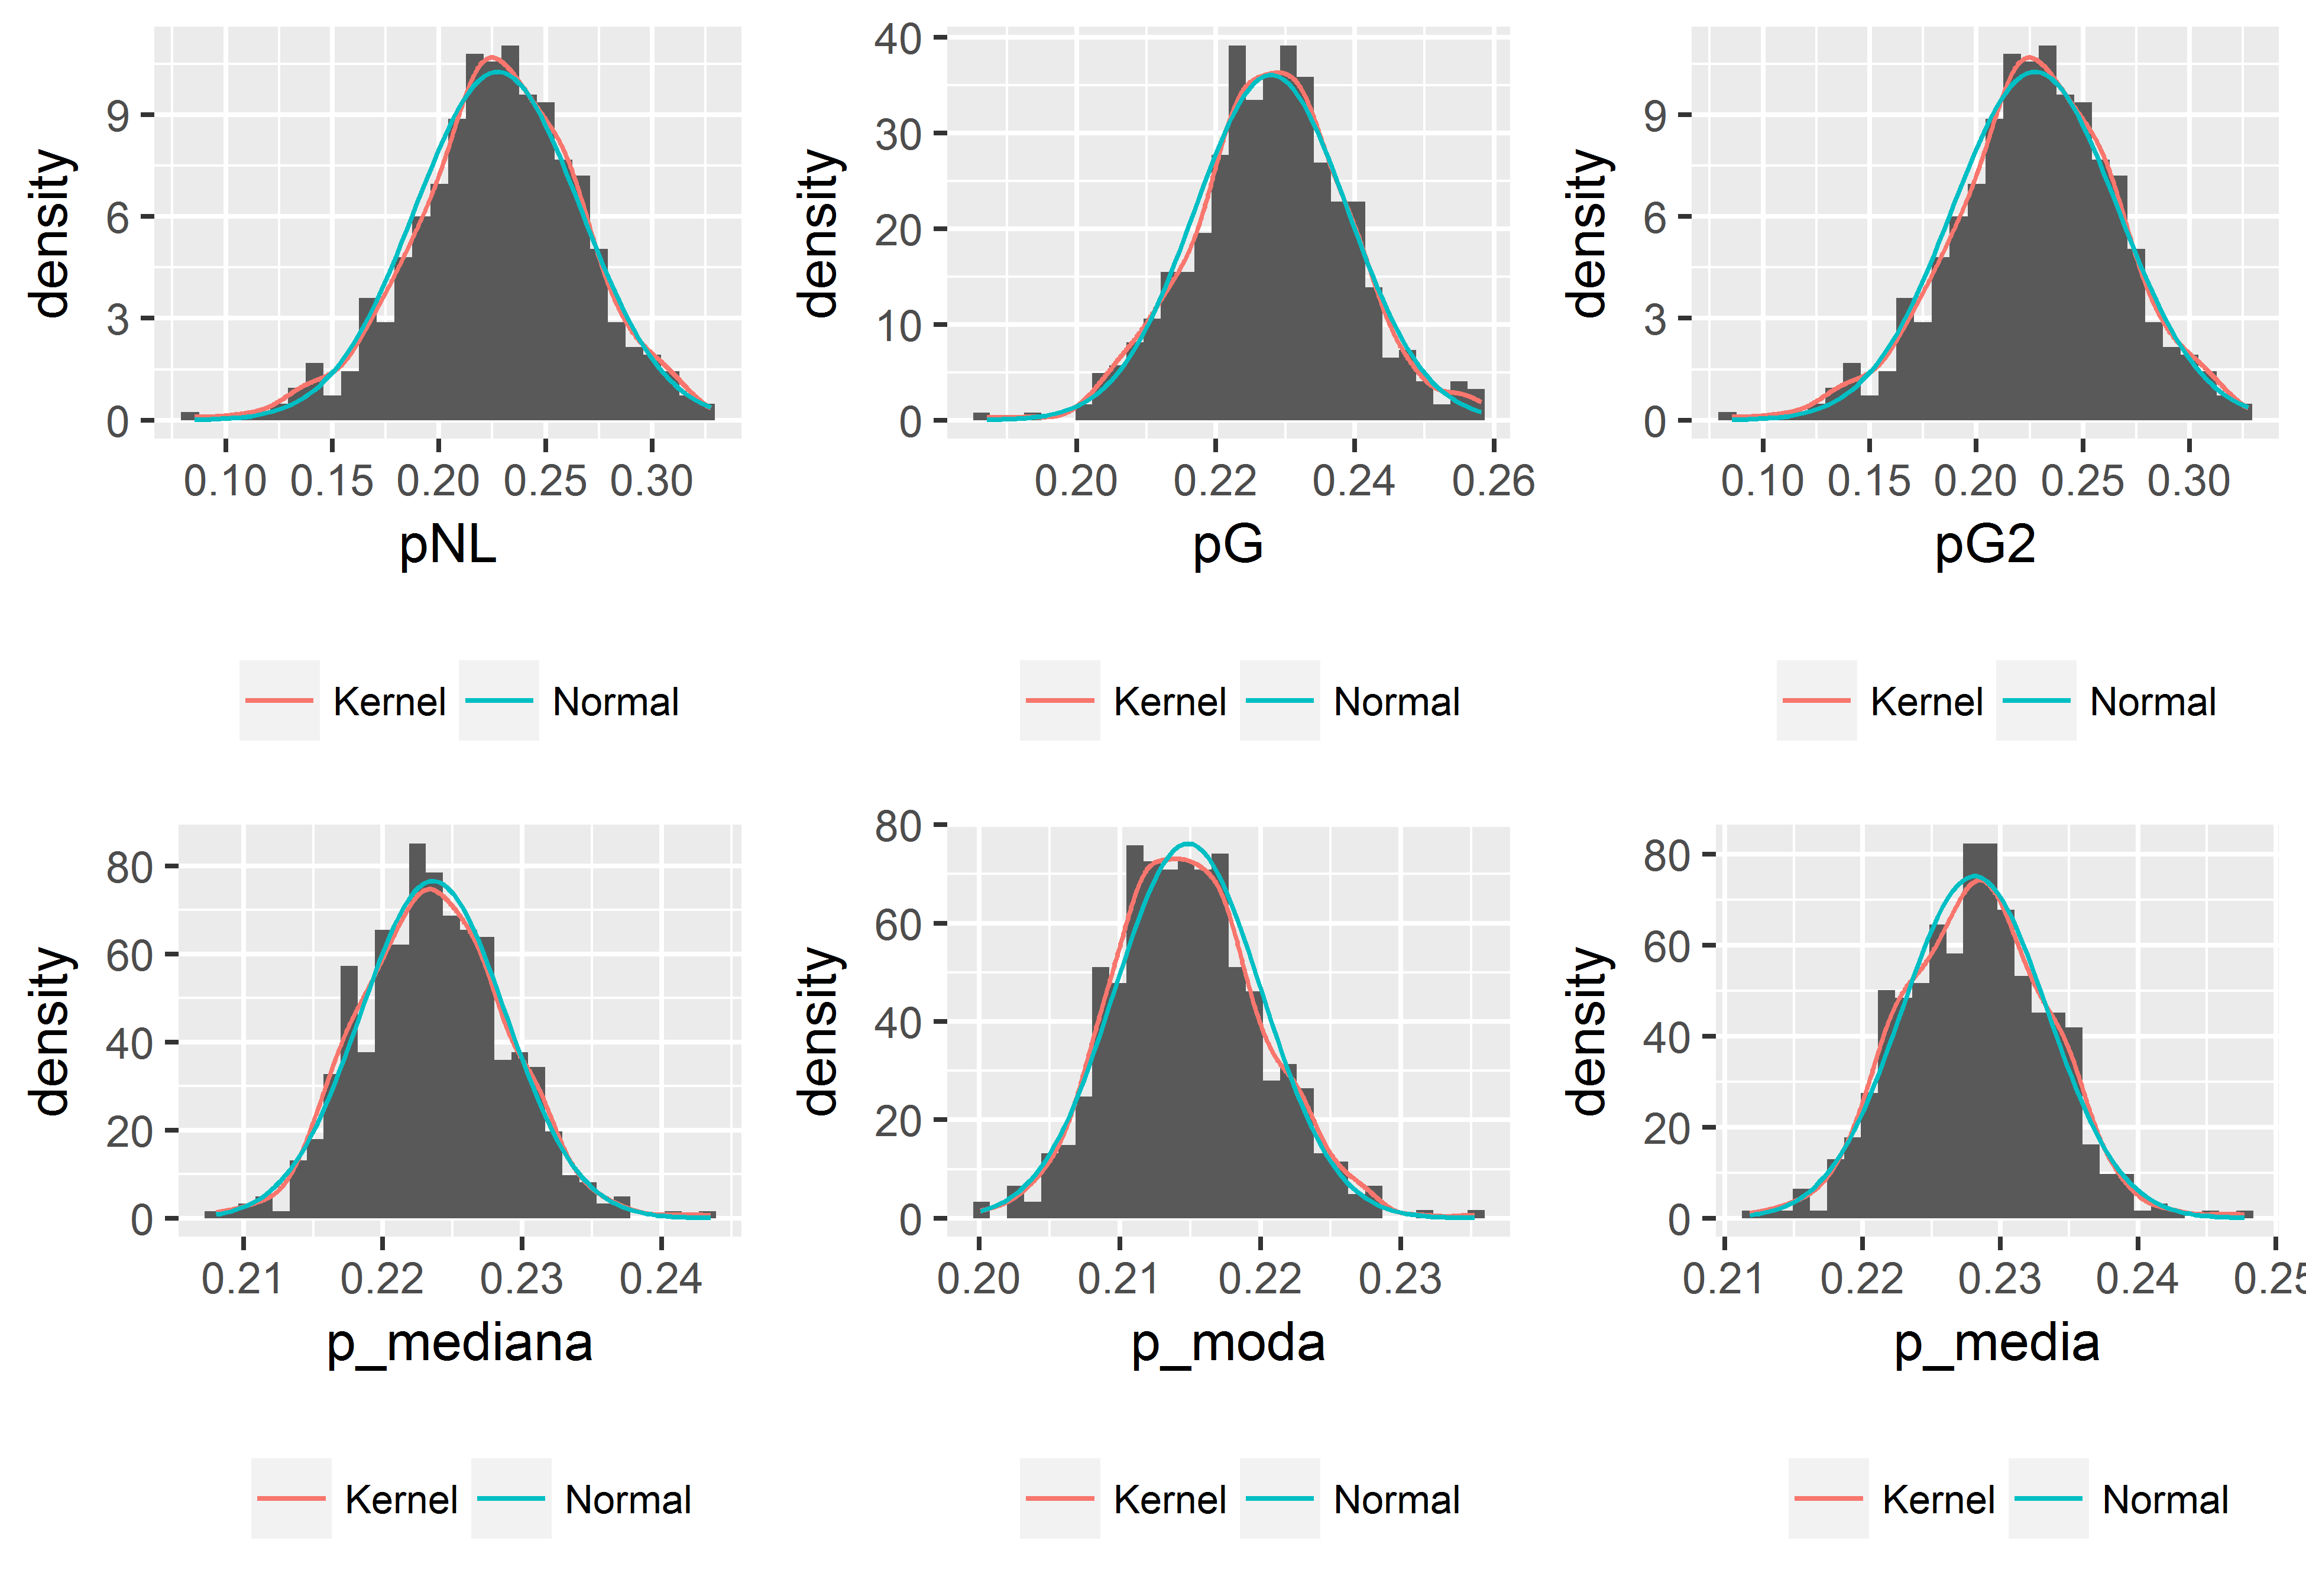 density
9
6
3
0
0.10 0.15 0.20 0.25 0.30
pNL
Kernel Normal
density
40
30
20
10
0
0.20 0.22 0.24 0.26
pG
Kernel Normal
density
9
6
3
0
0.10 0.15 0.20 0.25 0.30
pG2
Kernel Normal
density
80
60
40
20
0
0.21 0.22 0.23 0.24
p_mediana
Kernel Normal
density
80
60
40
20
0
0.20 0.21 0.22 0.23
p_moda
Kernel Normal
density
80
60
40
20
0
0.21 0.22 0.23 0.24 0.25
p_media
Kernel Normal